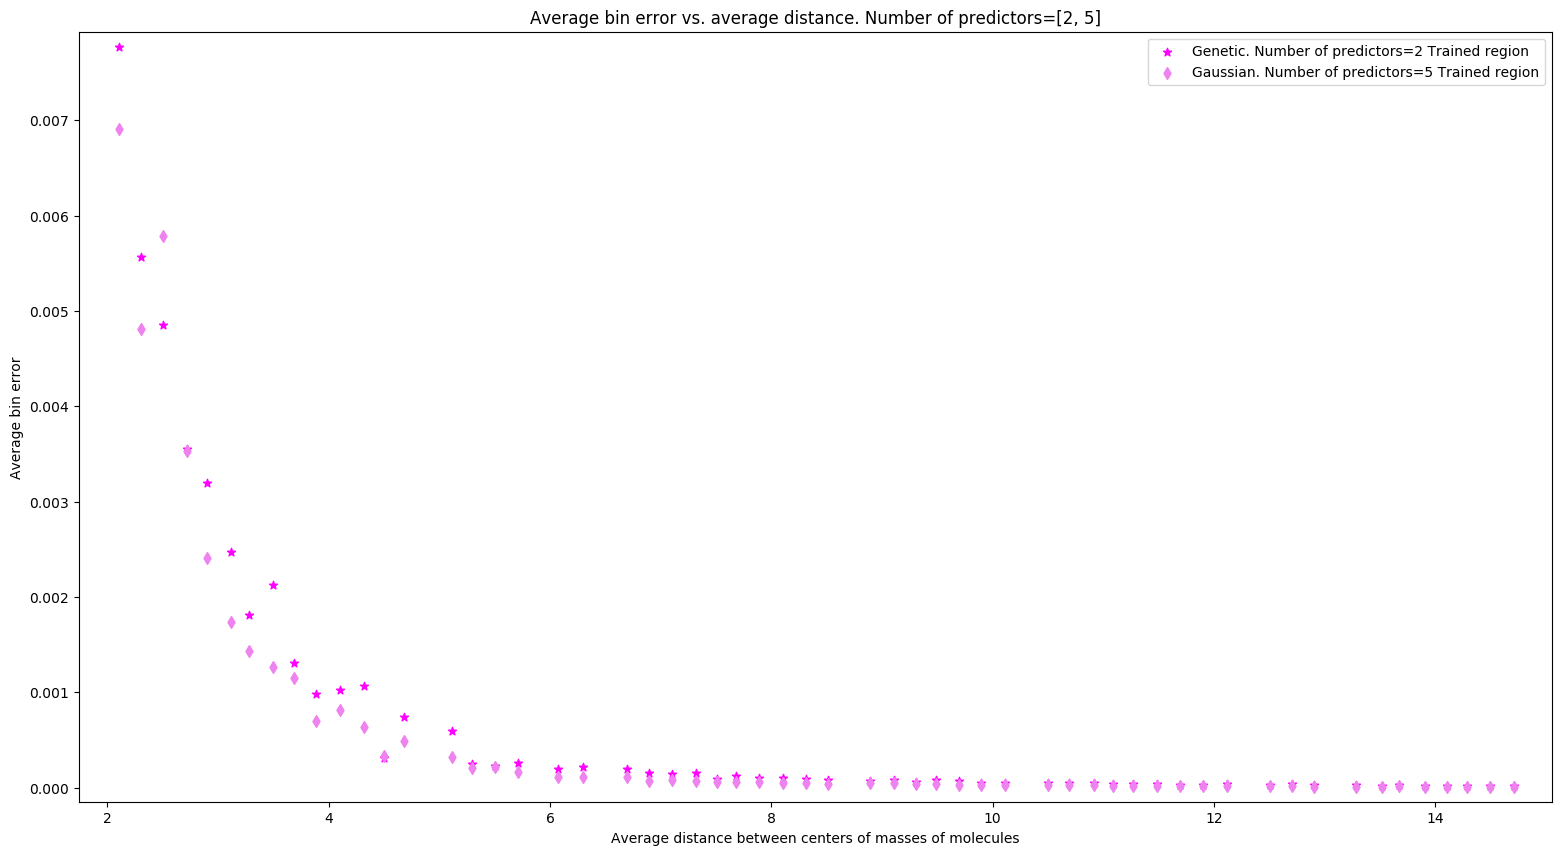 Average bin error vs. average distance. Number of predictors=[2, 5]
Genetic. Number of predictors=2 Trained region
Gaussian. Number of predictors=5 Trained region
Average bin error
0.007
0.006
0.005
0.004
0.003
0.002
0.001
0.000
2 4 6 8 10 12 14
Average distance between centers of masses of molecules